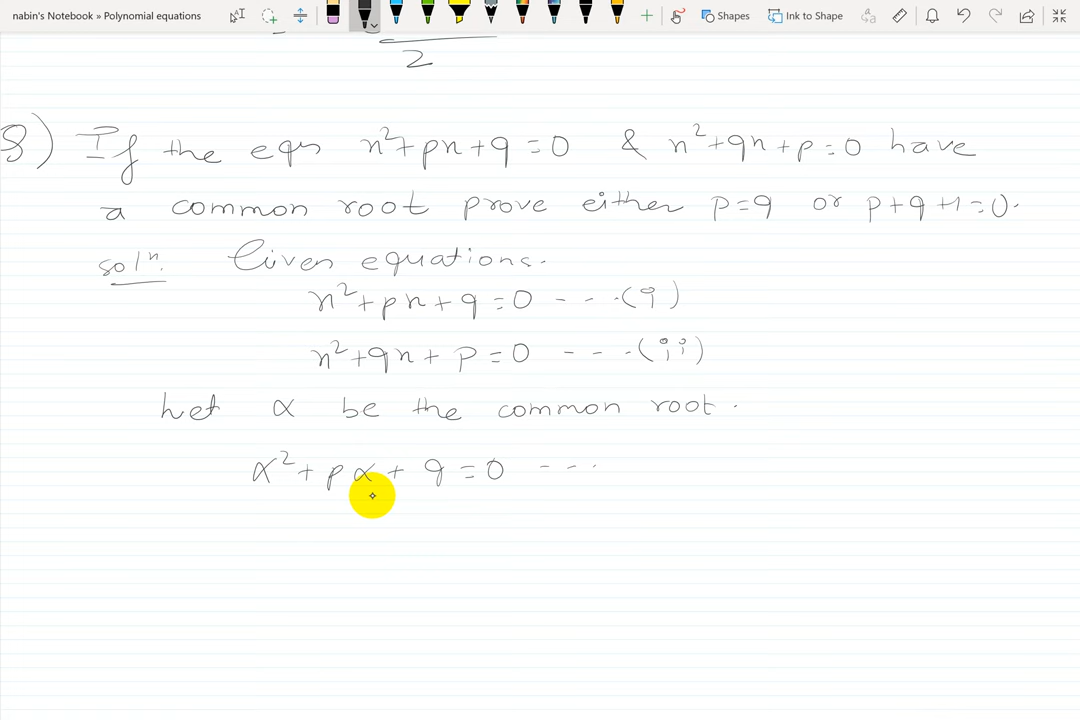 nabin's Notebook » Polynomial equations
Shapes Ink to Shape
2
8) If the eqn x²+px+q=0 & x²+qx+p=0 have
a common root prove either p=q or p+q+1=0.
solⁿ. Given equations.
x²+px+q=0 ---(i)
x²+qx+p=0 ---(ii)
Let α be the common root.
α²+pα+q=0 ---